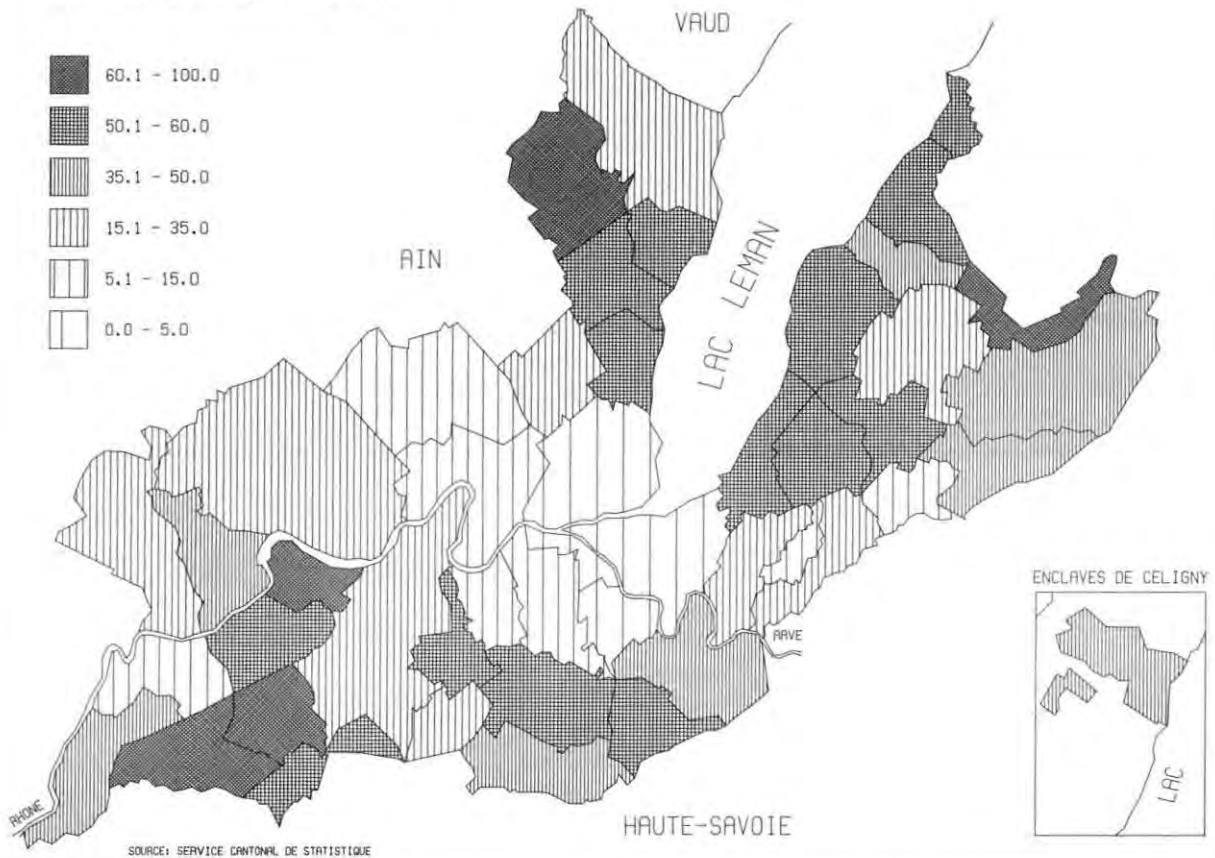 VAUD
60.1 - 100.0
50.1 - 60.0
35.1 - 50.0
15.1 - 35.0
5.1 - 15.0
0.0 - 5.0
AIN
LAC LEMAN
ENCLAVES DE CELIGNY
ARVE
LAC
RHONE
HAUTE-SAVOIE
SOURCE: SERVICE CANTONAL DE STATISTIQUE